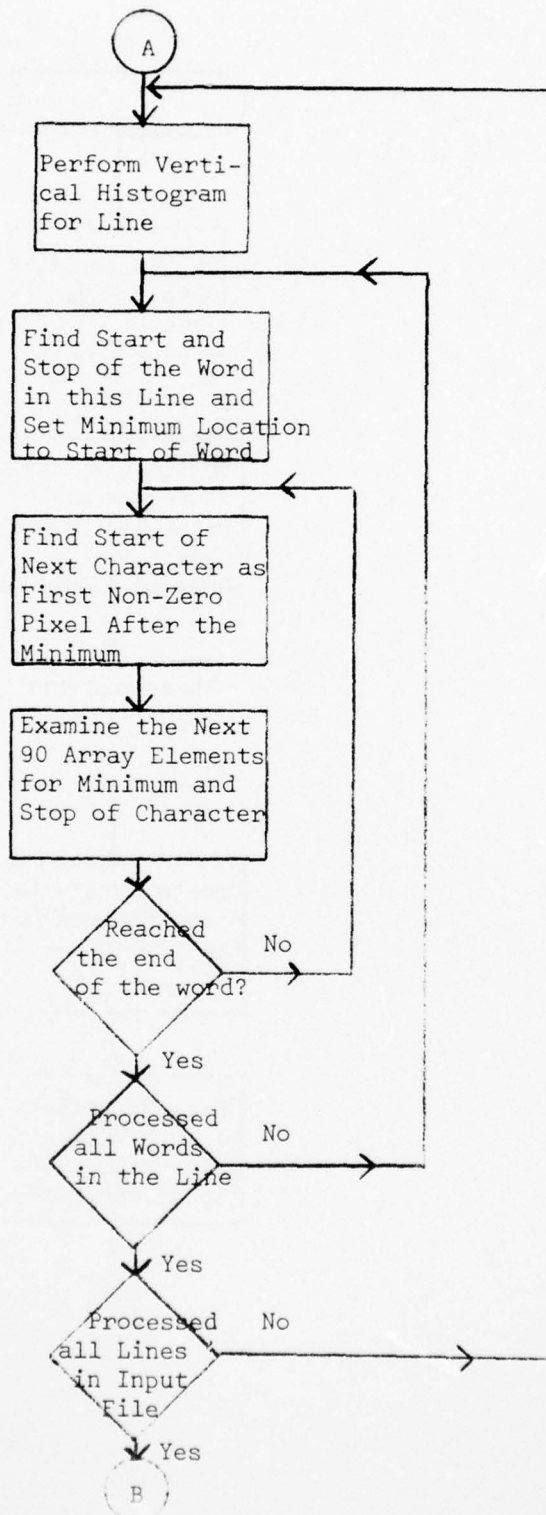 A
Perform Verti-
cal Histogram
for Line
Find Start and
Stop of the Word
in this Line and
Set Minimum Location
to Start of Word
Find Start of
Next Character as
First Non-Zero
Pixel After the
Minimum
Examine the Next
90 Array Elements
for Minimum and
Stop of Character
Reached
the end
of the word?
No
Yes
Processed
all Words
in the Line
No
Yes
Processed
all Lines
in Input
File
No
Yes
B